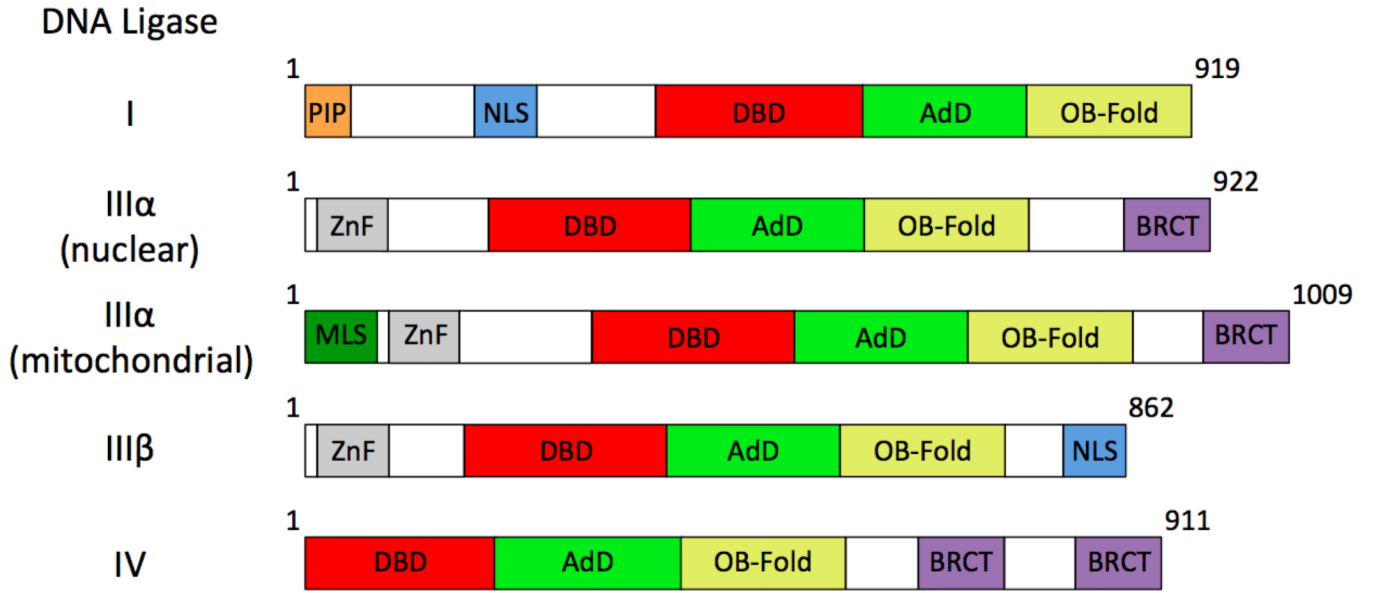 DNA Ligase
1 919
I PIP NLS DBD AdD OB-Fold
1 922
IIIα
(nuclear)
ZnF DBD AdD OB-Fold BRCT
1 1009
IIIα
(mitochondrial)
MLS ZnF DBD AdD OB-Fold BRCT
1 862
IIIβ ZnF DBD AdD OB-Fold NLS
1 911
IV DBD AdD OB-Fold BRCT BRCT